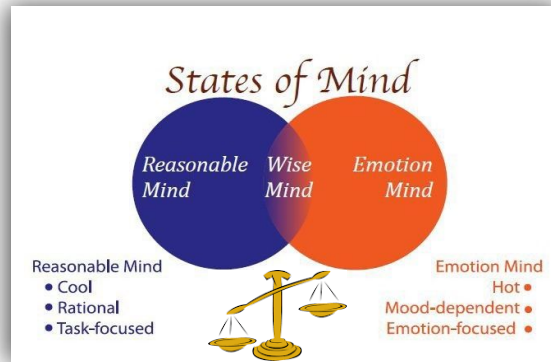 States of Mind
Reasonable Mind
Wise Mind
Emotion Mind
Reasonable Mind
• Cool
• Rational
• Task-focused
Emotion Mind
Hot •
Mood-dependent •
Emotion-focused •